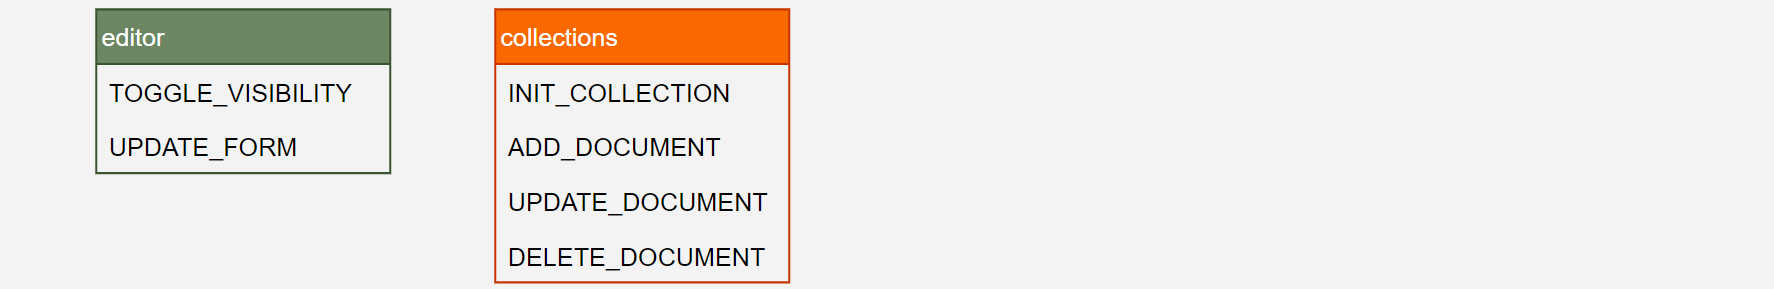 editor
TOGGLE_VISIBILITY
UPDATE_FORM
collections
INIT_COLLECTION
ADD_DOCUMENT
UPDATE_DOCUMENT
DELETE_DOCUMENT